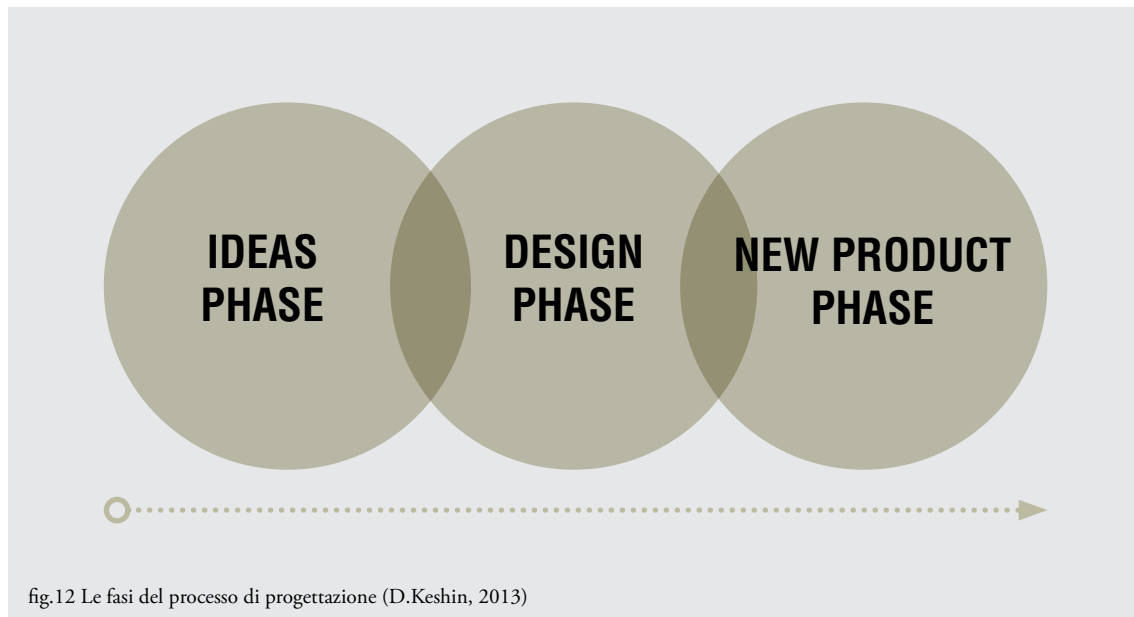 IDEAS
PHASE
DESIGN
PHASE
NEW PRODUCT
PHASE
fig.12 Le fasi del processo di progettazione (D.Keshin, 2013)